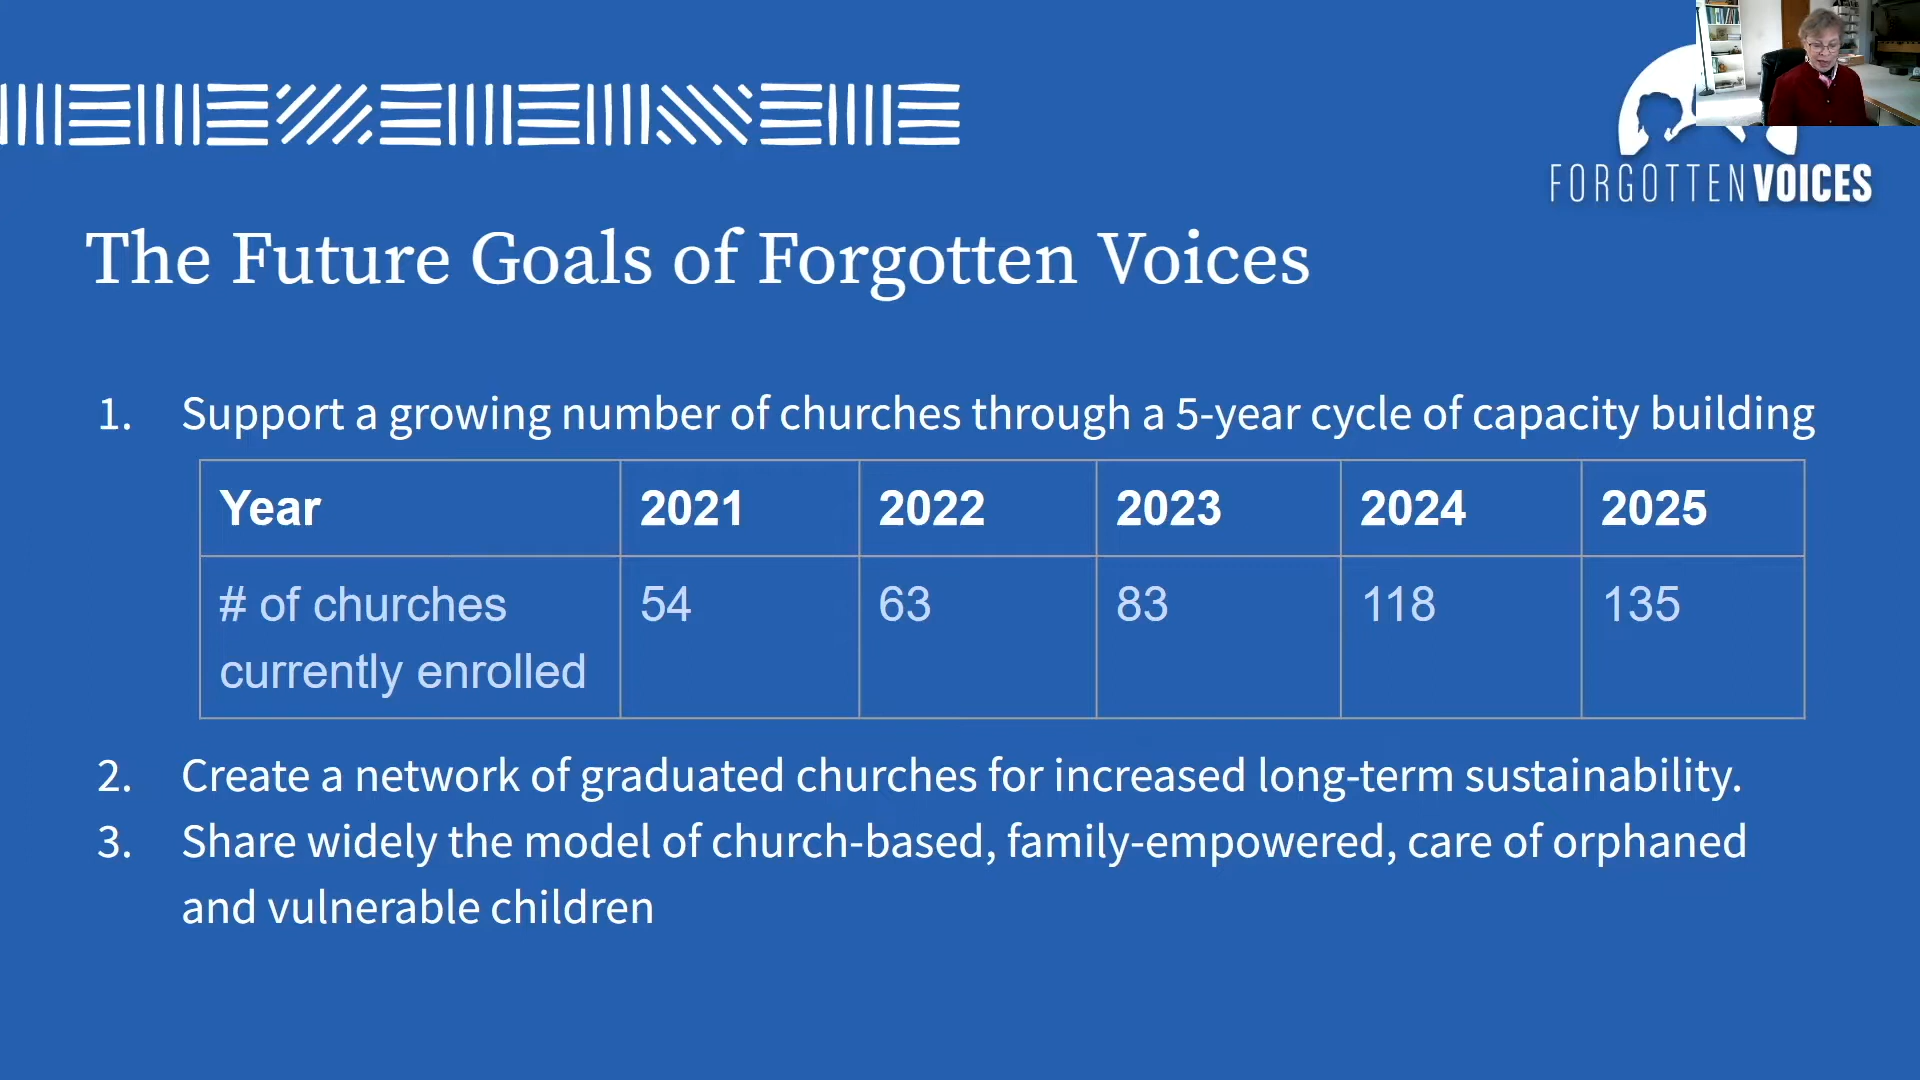 FORGOTTEN VOICES
The Future Goals of Forgotten Voices
1. Support a growing number of churches through a 5-year cycle of capacity building
Year 2021 2022 2023 2024 2025
# of churches 54 63 83 118 135
currently enrolled
2. Create a network of graduated churches for increased long-term sustainability.
3. Share widely the model of church-based, family-empowered, care of orphaned
and vulnerable children